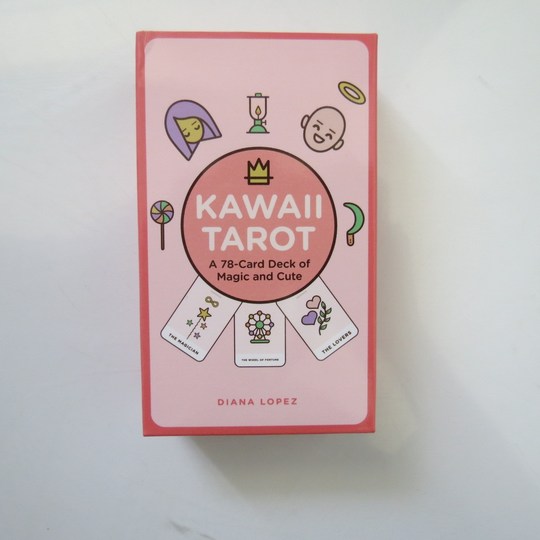 KAWAII
TAROT
A 78-Card Deck of
Magic and Cute
THE MAGICIAN
THE WHEEL OF FORTUNE
THE LOVERS
DIANA LOPEZ